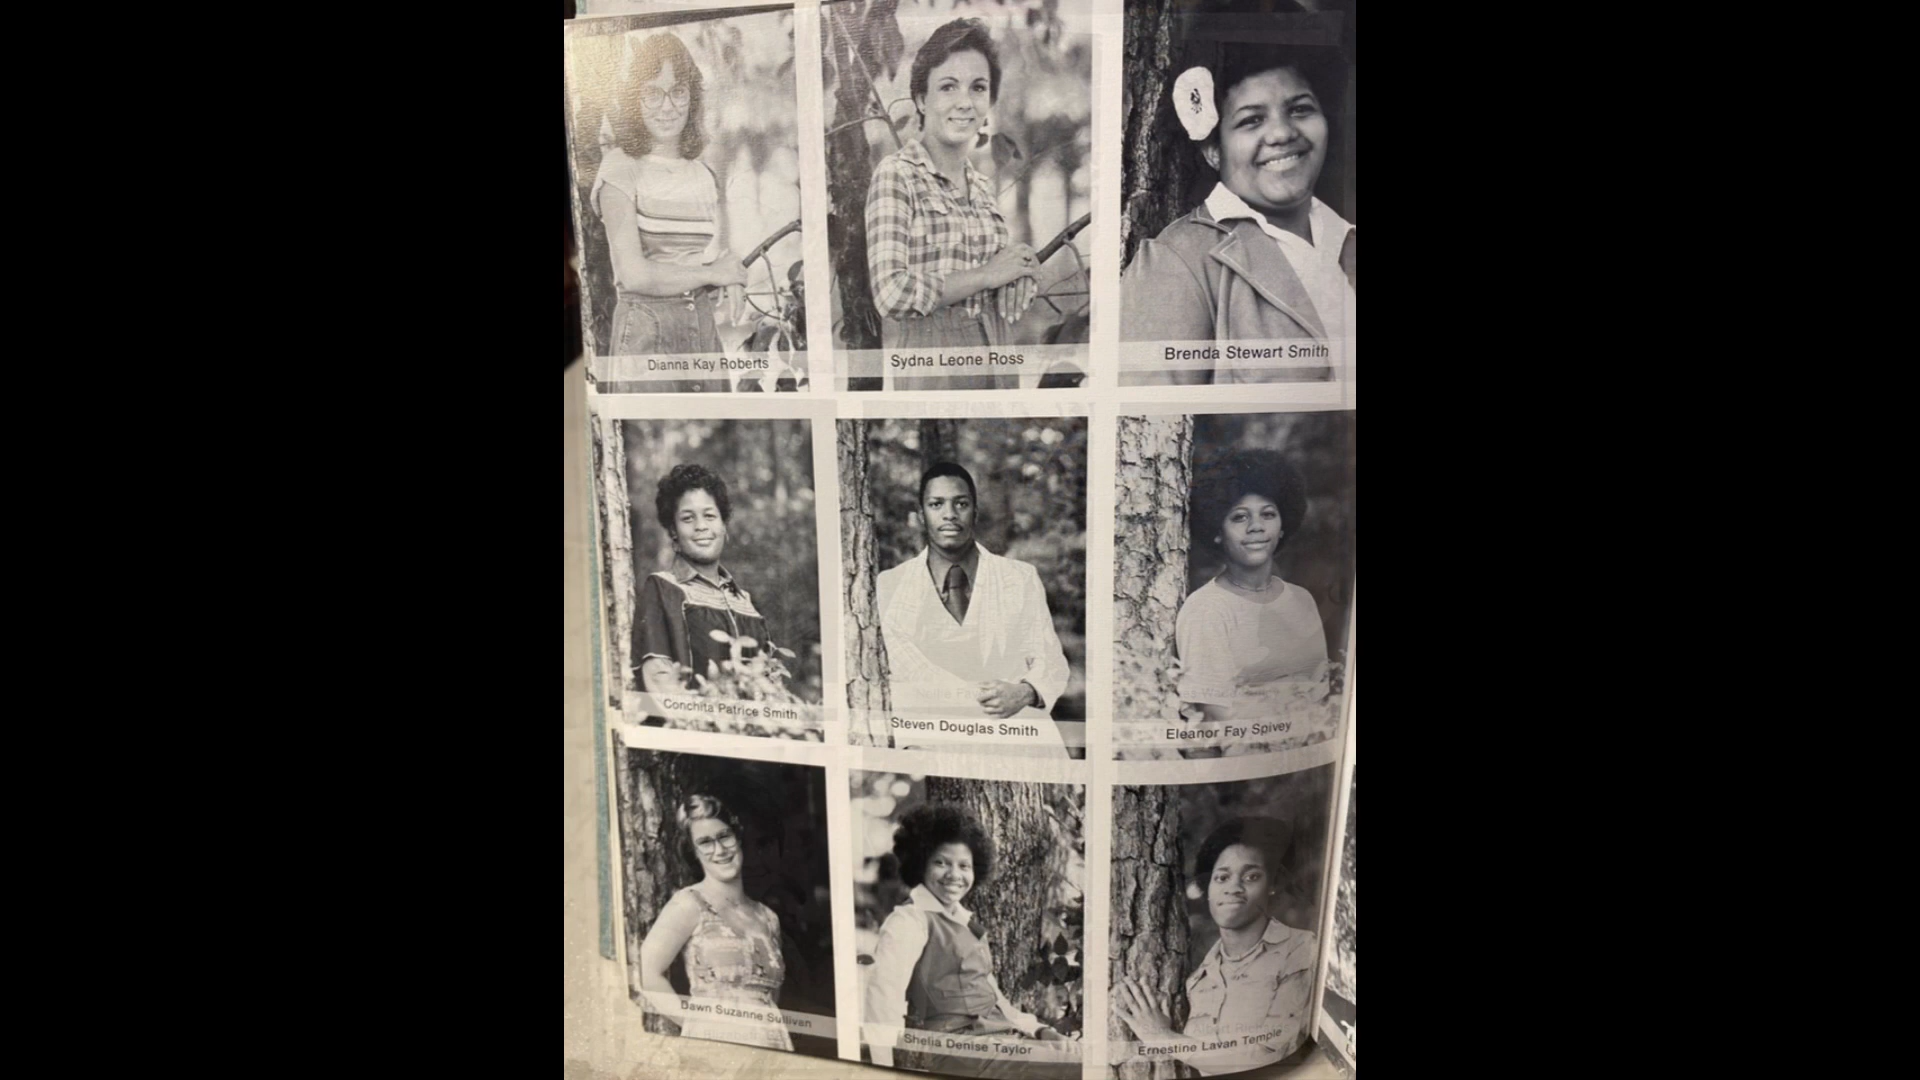 Dianna Kay Roberts
Sydna Leone Ross
Brenda Stewart Smith
Conchita Patrice Smith
Steven Douglas Smith
Eleanor Fay Spivey
Dawn Suzanne Sullivan
Shelia Denise Taylor
Ernestine Lavan Temple